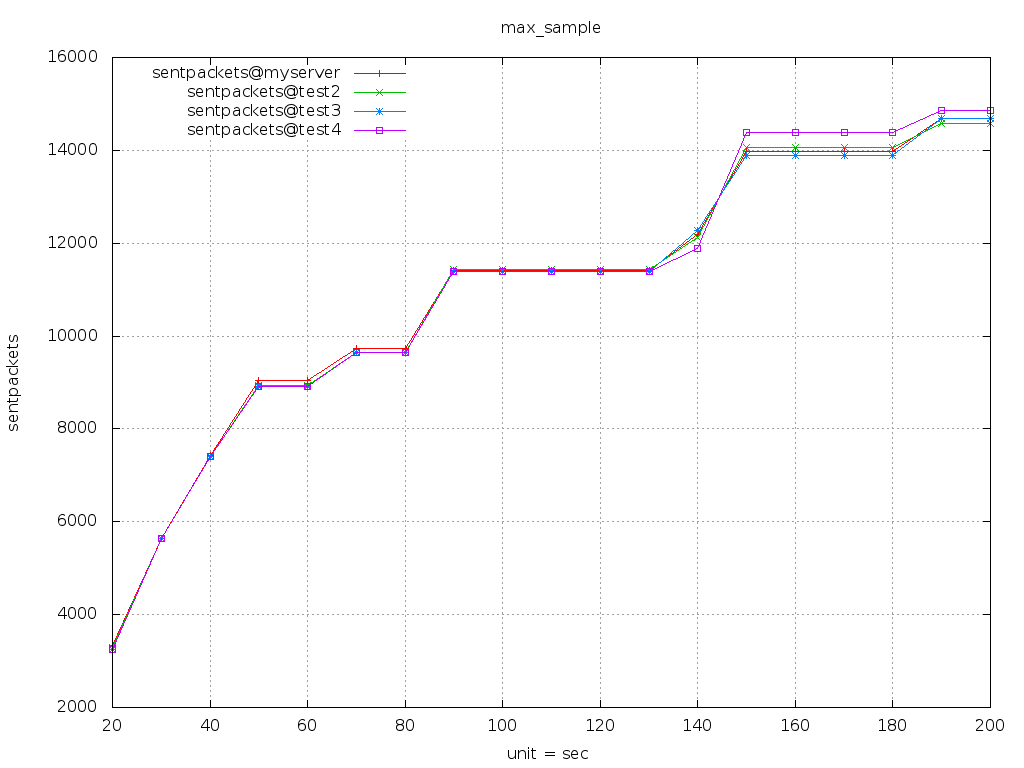 max_sample
16000
14000
12000
10000
8000
6000
4000
2000
sentpackets
sentpackets@myserver
sentpackets@test2
sentpackets@test3
sentpackets@test4
20 40 60 80 100 120 140 160 180 200
unit = sec